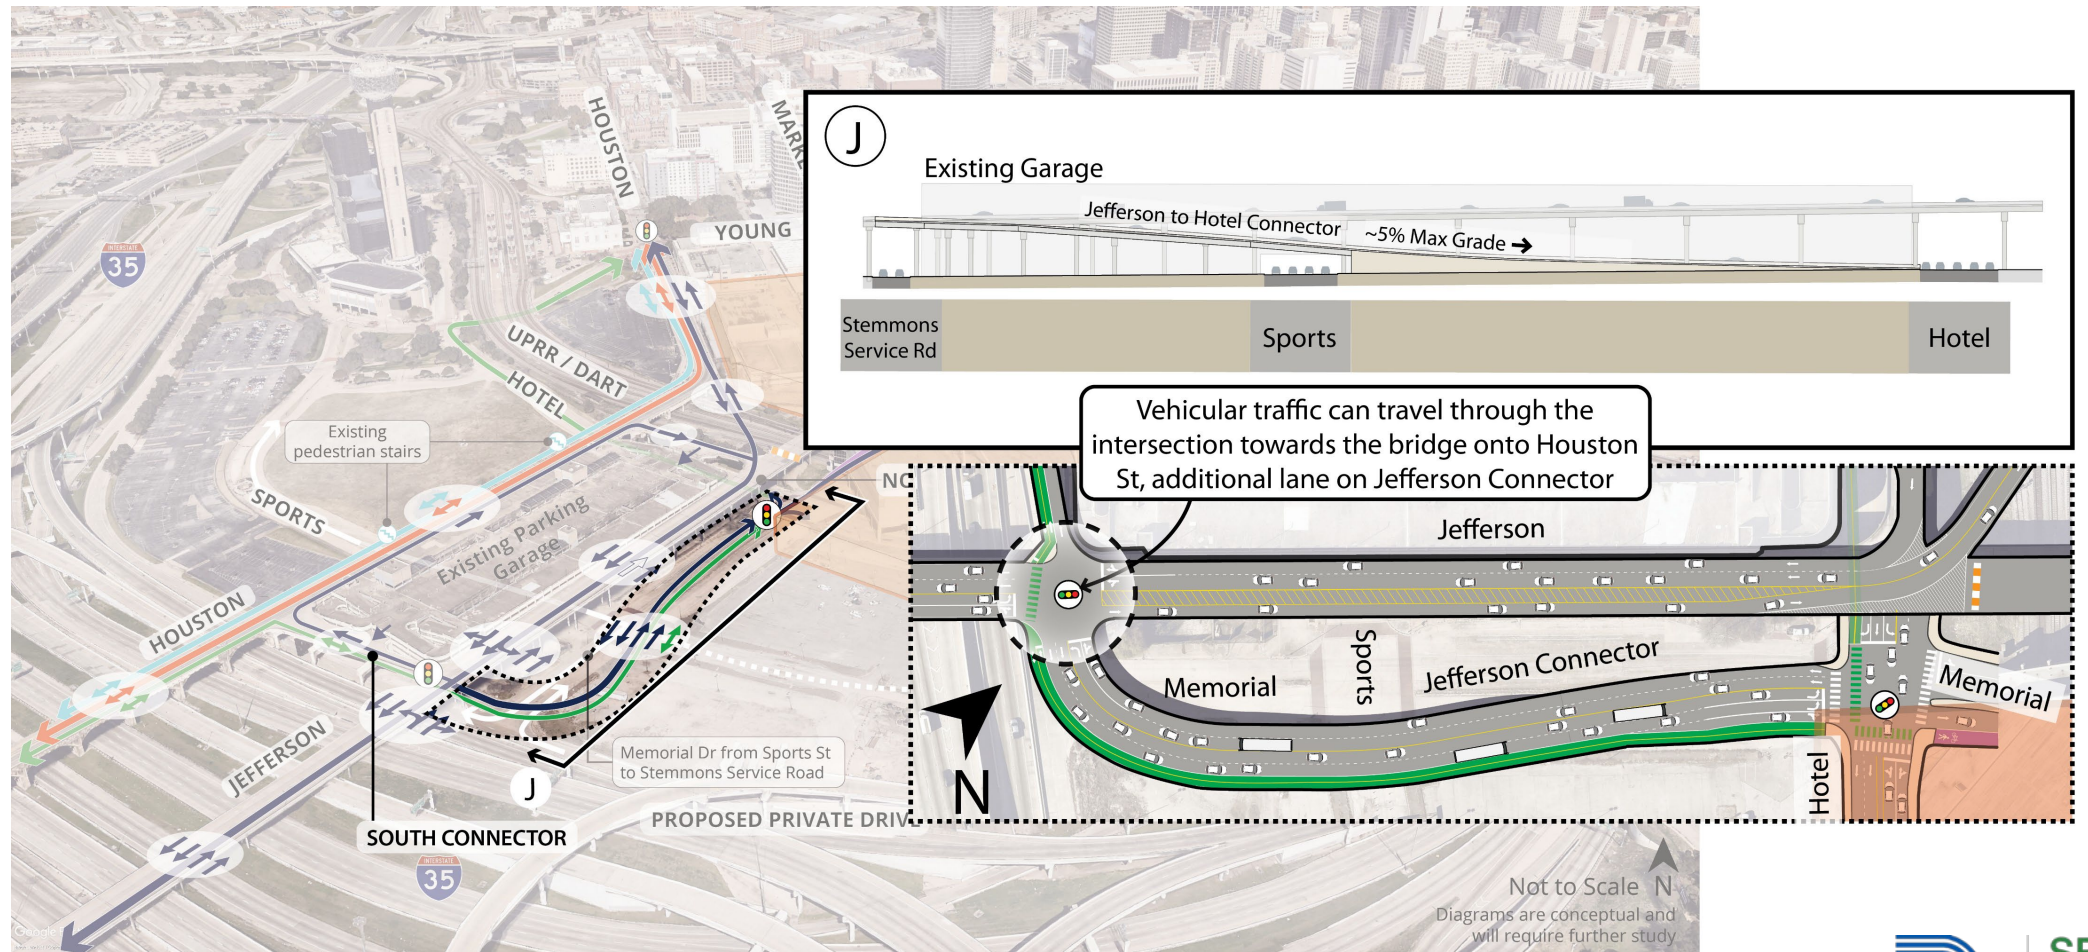 HOUSTON
YOUNG
INTERSTATE
35
UPRR / DART
HOTEL
Existing
pedestrian stairs
SPORTS
Existing Parking
Garage
HOUSTON
JEFFERSON
SOUTH CONNECTOR
J
Memorial Dr from Sports St
to Stemmons Service Road
PROPOSED PRIVATE DRIVE
INTERSTATE
35
J
Existing Garage
Jefferson to Hotel Connector
~5% Max Grade
Stemmons
Service Rd
Sports
Hotel
Vehicular traffic can travel through the
intersection towards the bridge onto Houston
St, additional lane on Jefferson Connector
Jefferson
Memorial
Sports
Jefferson Connector
Memorial
Hotel
N
Not to Scale N
Diagrams are conceptual and
will require further study
Google